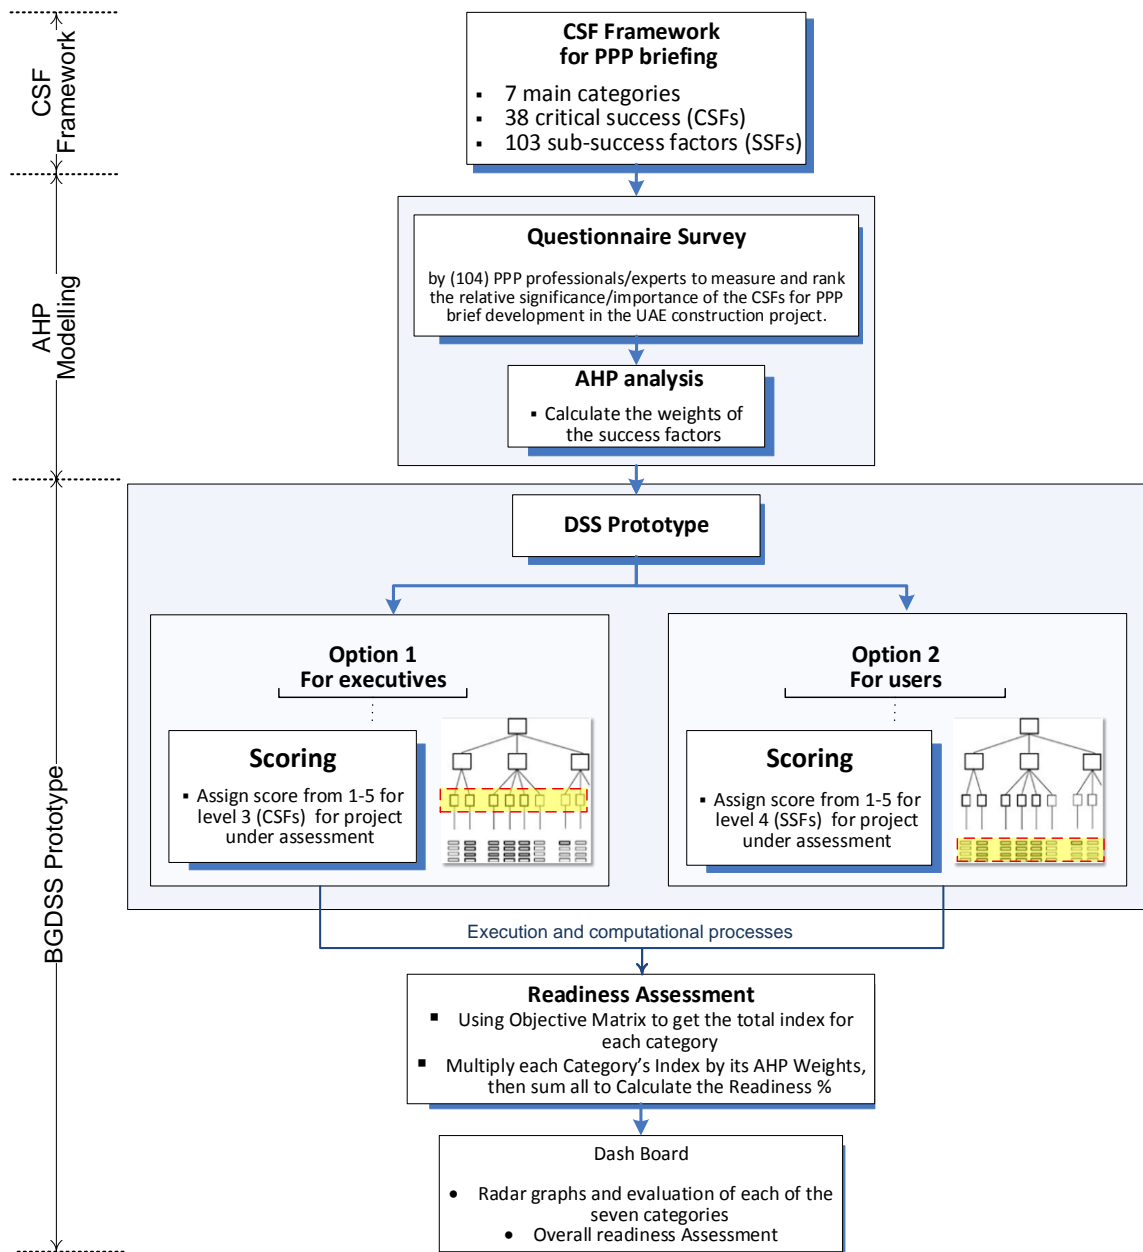 CSF
Framework
CSF Framework
for PPP briefing
▪ 7 main categories
▪ 38 critical success (CSFs)
▪ 103 sub-success factors (SSFs)
AHP
Modelling
Questionnaire Survey
by (104) PPP professionals/experts to measure and rank
the relative significance/importance of the CSFs for PPP
brief development in the UAE construction project.
AHP analysis
▪ Calculate the weights of
the success factors
BGDSS Prototype
DSS Prototype
Option 1
For executives
Scoring
▪ Assign score from 1-5 for
level 3 (CSFs) for project
under assessment
Option 2
For users
Scoring
▪ Assign score from 1-5 for
level 4 (SSFs) for project
under assessment
Execution and computational processes
Readiness Assessment
▪ Using Objective Matrix to get the total index for
each category
▪ Multiply each Category’s Index by its AHP Weights,
then sum all to Calculate the Readiness %
Dash Board
● Radar graphs and evaluation of each of the
seven categories
● Overall readiness Assessment